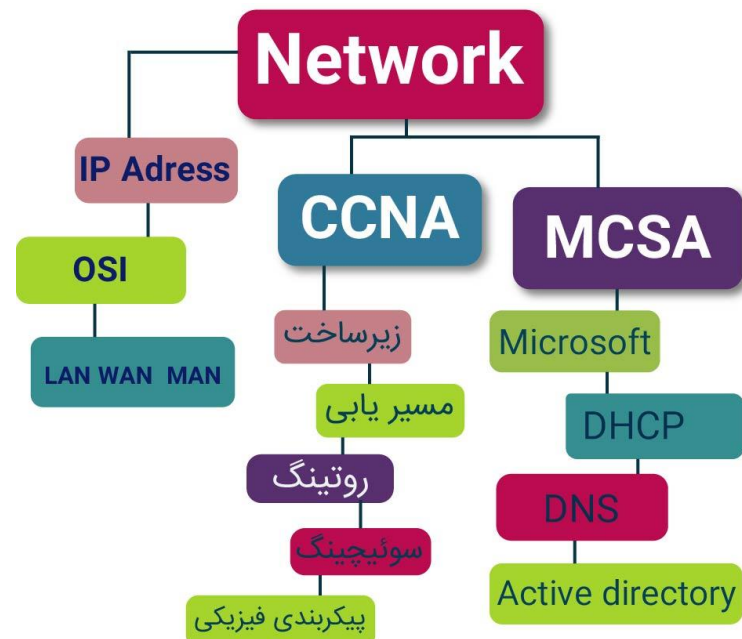 Network
IP Adress
OSI
LAN WAN MAN
CCNA
زیرساخت
مسیر یابی
روتینگ
سوئیچینگ
پیکربندی فیزیکی
MCSA
Microsoft
DHCP
DNS
Active directory